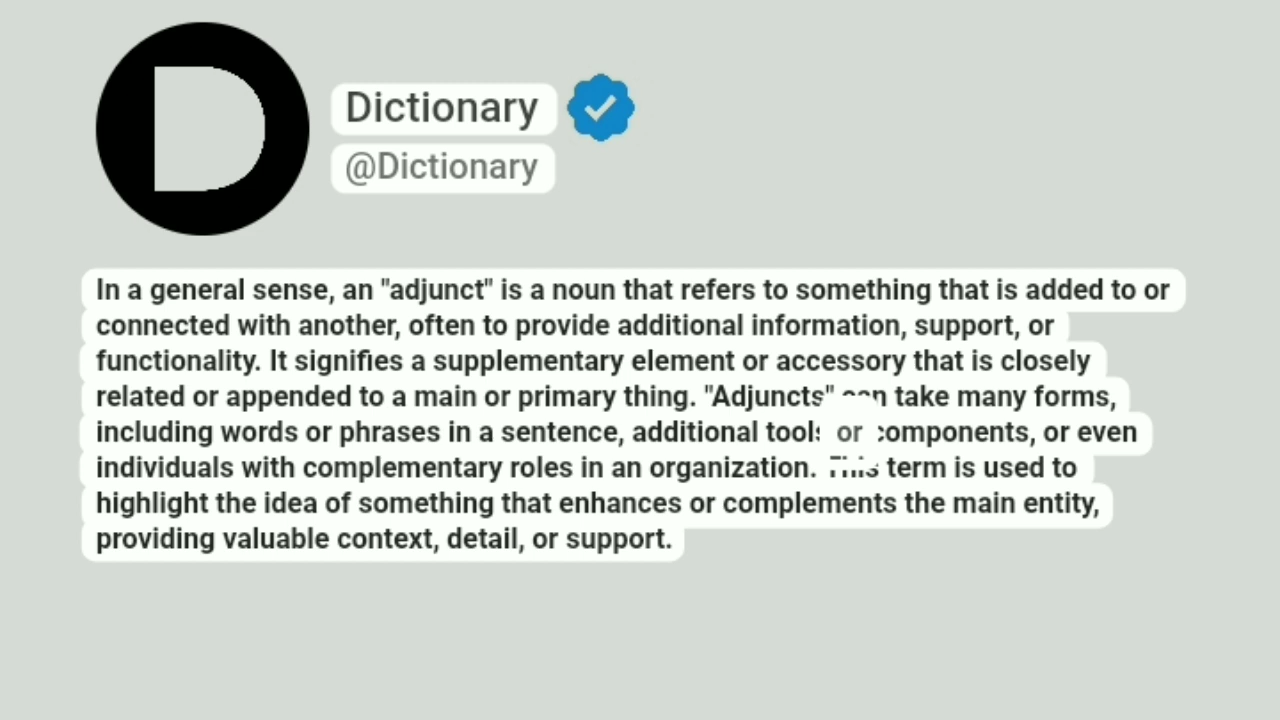 D
Dictionary
@Dictionary
In a general sense, an "adjunct" is a noun that refers to something that is added to or
connected with another, often to provide additional information, support, or
functionality. It signifies a supplementary element or accessory that is closely
related or appended to a main or primary thing. "Adjuncts" can take many forms,
including words or phrases in a sentence, additional tools or components, or even
individuals with complementary roles in an organization. This term is used to
highlight the idea of something that enhances or complements the main entity,
providing valuable context, detail, or support.